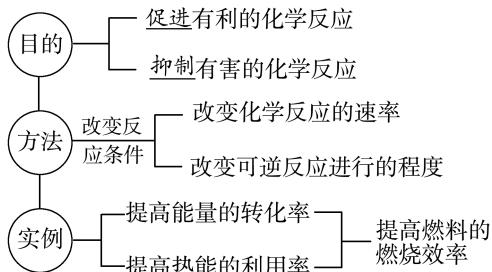 目的
促进有利的化学反应
抑制有害的化学反应
方法
改变反
应条件
改变化学反应的速率
改变可逆反应进行的程度
实例
提高能量的转化率
提高热能的利用率
提高燃料的
燃烧效率